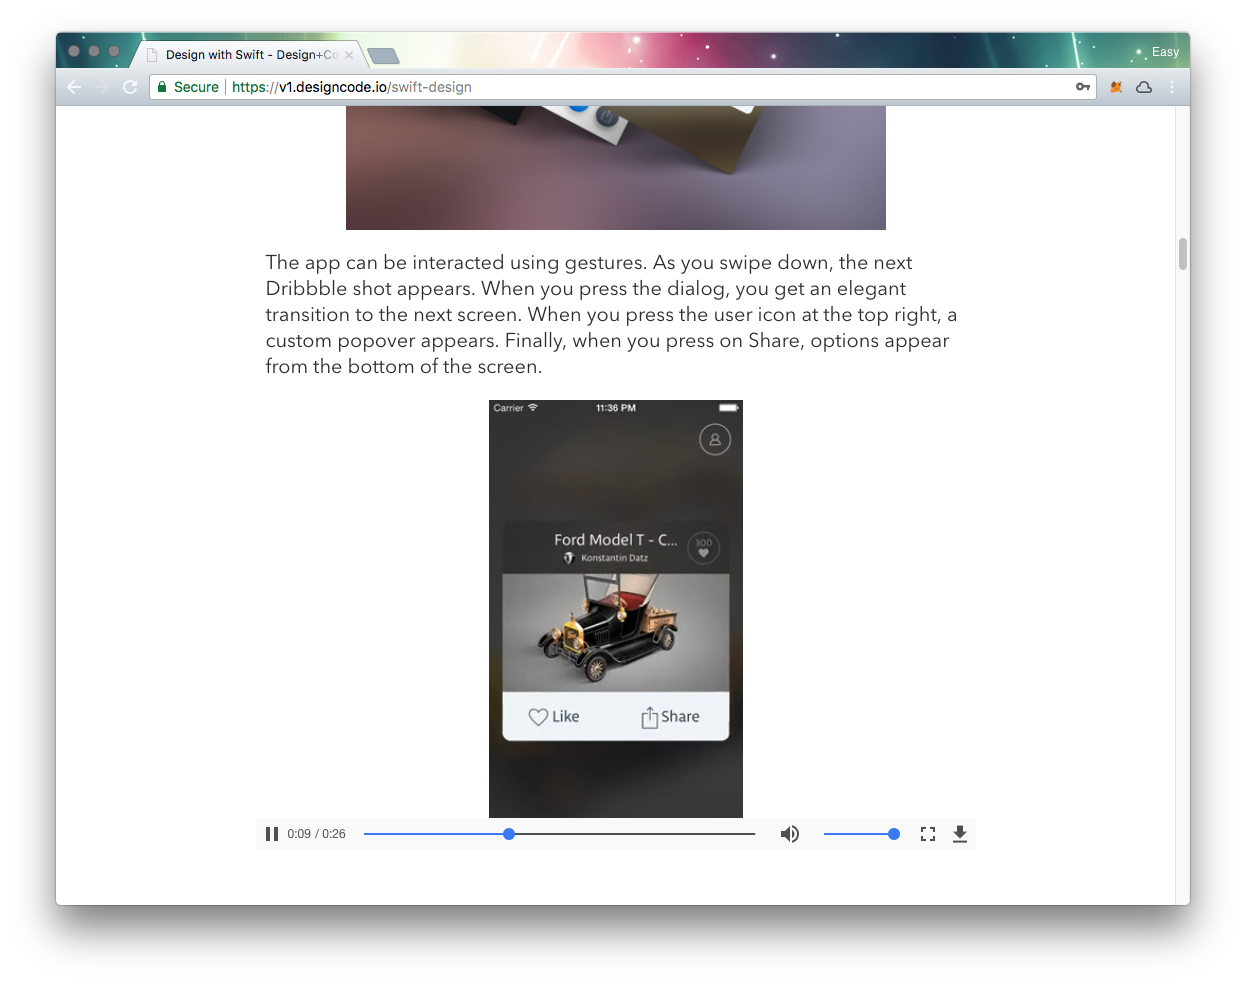 Design with Swift - Design+Co
Easy
Secure
https://v1.designcode.io/swift-design
The app can be interacted using gestures. As you swipe down, the next
Dribbble shot appears. When you press the dialog, you get an elegant
transition to the next screen. When you press the user icon at the top right, a
custom popover appears. Finally, when you press on Share, options appear
from the bottom of the screen.
Carrier 11:36 PM
Ford Model T - C...
300
Konstantin Datz
Like Share
0:09 / 0:26